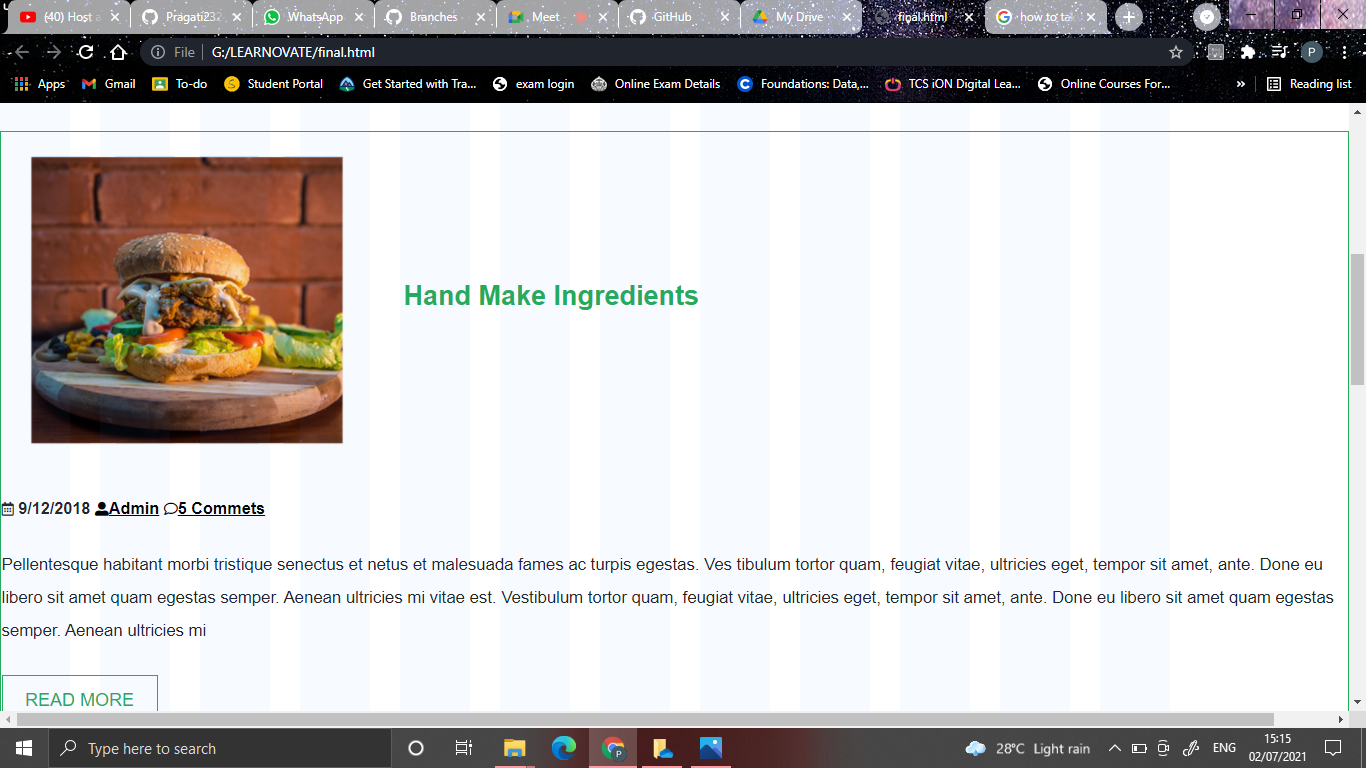 (40) Host a
Pragati232
WhatsApp
Branches
Meet
GitHub
My Drive
final.html
how to tak
File
G:/LEARNOVATE/final.html
P
Apps
Gmail
To-do
Student Portal
Get Started with Tra...
exam login
Online Exam Details
Foundations: Data,...
TCS iON Digital Lea...
Online Courses For...
»
Reading list
Hand Make Ingredients
9/12/2018 Admin 5 Commets
Pellentesque habitant morbi tristique senectus et netus et malesuada fames ac turpis egestas. Ves tibulum tortor quam, feugiat vitae, ultricies eget, tempor sit amet, ante. Done eu
libero sit amet quam egestas semper. Aenean ultricies mi vitae est. Vestibulum tortor quam, feugiat vitae, ultricies eget, tempor sit amet, ante. Done eu libero sit amet quam egestas
semper. Aenean ultricies mi
READ MORE
Type here to search
P
28°C Light rain
ENG
15:15
02/07/2021